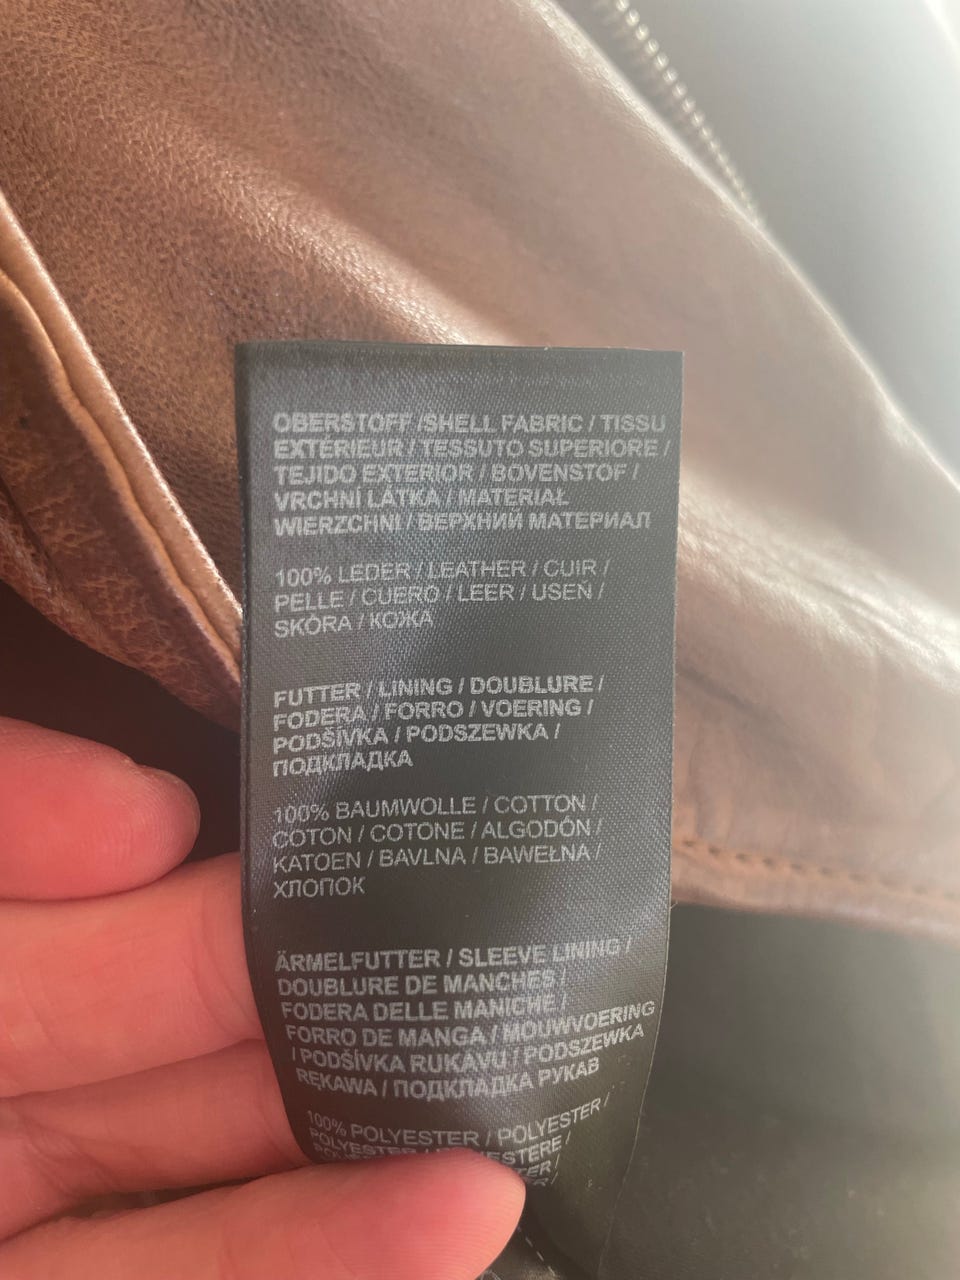 OBERSTOFF /SHELL FABRIC / TISSU
EXTÉRIEUR / TESSUTO SUPERIORE /
TEJIDO EXTERIOR / BOVENSTOF /
VRCHNÍ LÁTKA / MATERIAŁ
WIERZCHNI / ВЕРХНИЙ МАТЕРИАЛ
100% LEDER / LEATHER / CUIR /
PELLE / CUERO / LEER / USEŇ /
SKÓRA / КОЖА
FUTTER / LINING / DOUBLURE /
FODERA / FORRO / VOERING /
PODŠÍVKA / PODSZEWKA /
ПОДКЛАДКА
100% BAUMWOLLE / COTTON /
COTON / COTONE / ALGODÓN /
KATOEN / BAVLNA / BAWEŁNA /
ХЛОПОК
ÄRMELFUTTER / SLEEVE LINING /
DOUBLURE DE MANCHES /
FODERA DELLE MANICHE /
FORRO DE MANGA / MOUWVOERING
/ PODŠÍVKA RUKÁVU / PODSZEWKA
RĘKAWA / ПОДКЛАДКА РУКАВ
100% POLYESTER / POLYESTER /
POLYESTER /